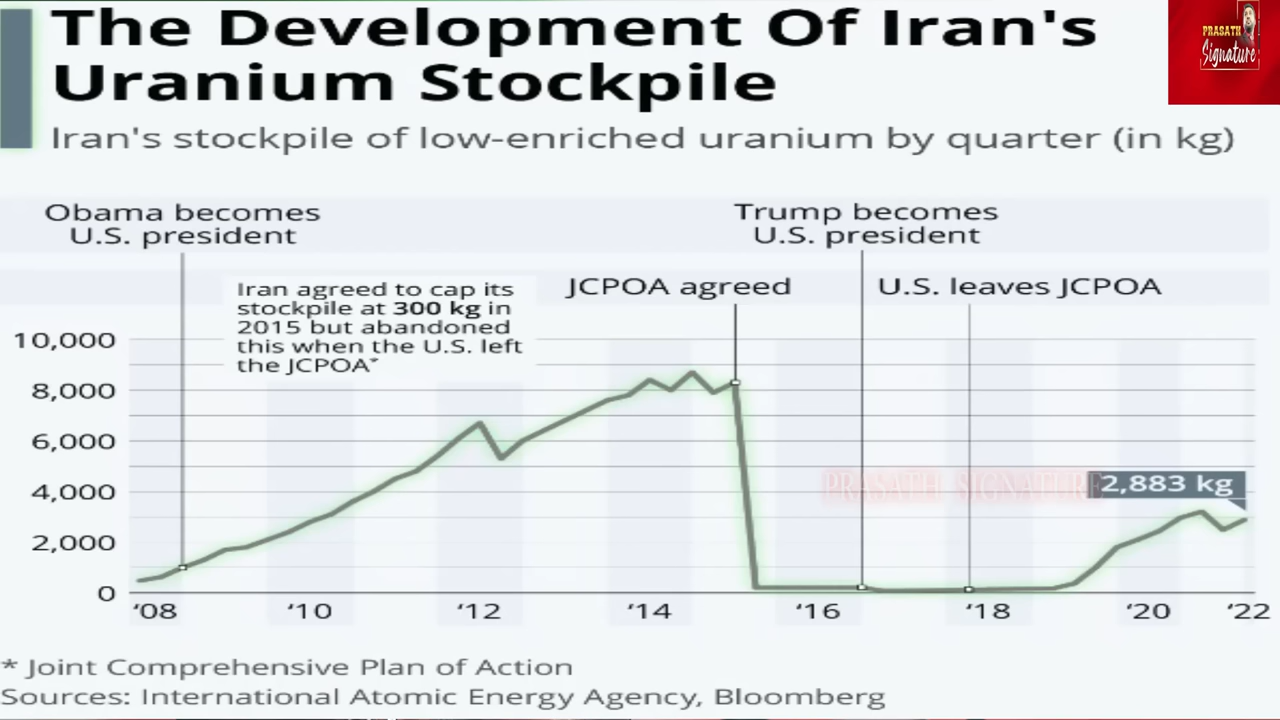 The Development Of Iran's
Uranium Stockpile
PRASATH
Signature
Iran's stockpile of low-enriched uranium by quarter (in kg)
Obama becomes
U.S. president
Trump becomes
U.S. president
Iran agreed to cap its
stockpile at 300 kg in
2015 but abandoned
this when the U.S. left
the JCPOA*
JCPOA agreed
U.S. leaves JCPOA
10,000
8,000
6,000
4,000
2,000
0
PRASATH SIGNATURE
2,883 kg
‘08
‘10
‘12
‘14
‘16
‘18
‘20
‘22
* Joint Comprehensive Plan of Action
Sources: International Atomic Energy Agency, Bloomberg